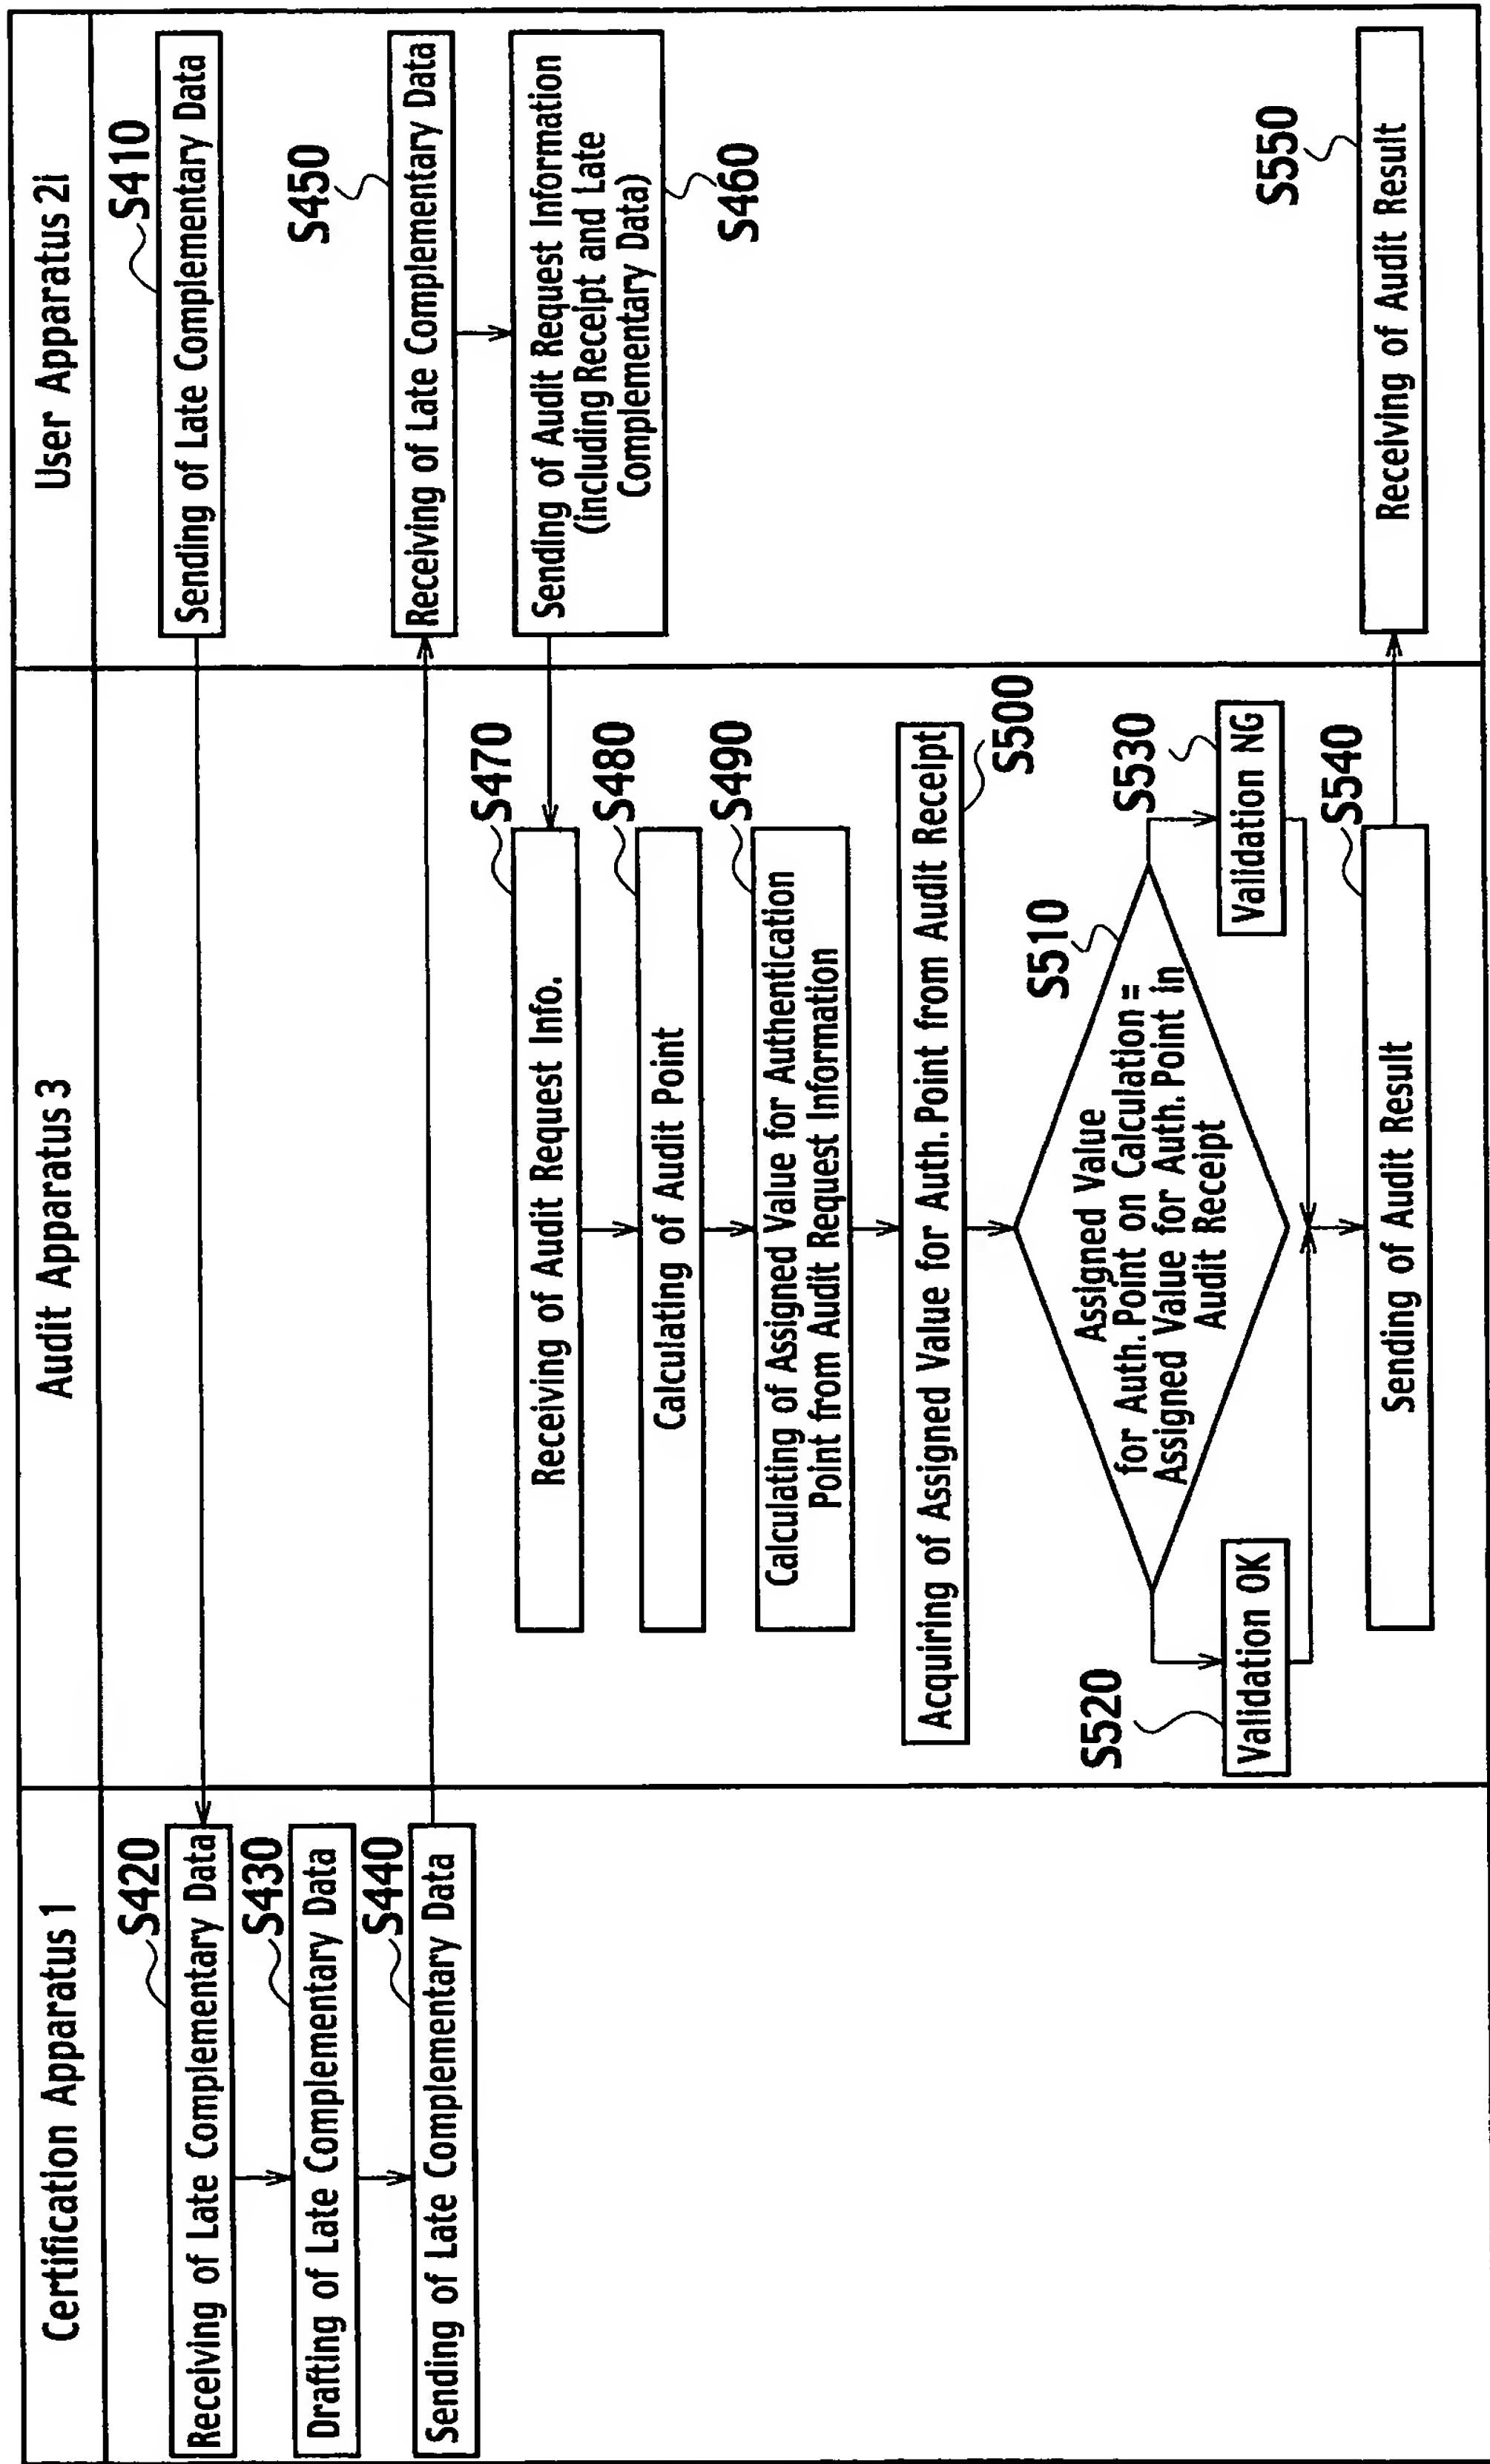 Certification Apparatus 1
Audit Apparatus 3
User Apparatus 2i
S410
Sending of Late Complementary Data
S420
Receiving of Late Complementary Data
S430
Drafting of Late Complementary Data
S440
Sending of Late Complementary Data
S450
Receiving of Late Complementary Data
Sending of Audit Request Information
(including Receipt and Late
Complementary Data)
S460
S470
Receiving of Audit Request Info.
S480
Calculating of Audit Point
S490
Calculating of Assigned Value for Authentication
Point from Audit Request Information
Acquiring of Assigned Value for Auth. Point from Audit Receipt
S500
S510
Assigned Value
for Auth. Point on Calculation =
Assigned Value for Auth. Point in
Audit Receipt
S520
Validation OK
S530
Validation NG
S540
Sending of Audit Result
S550
Receiving of Audit Result